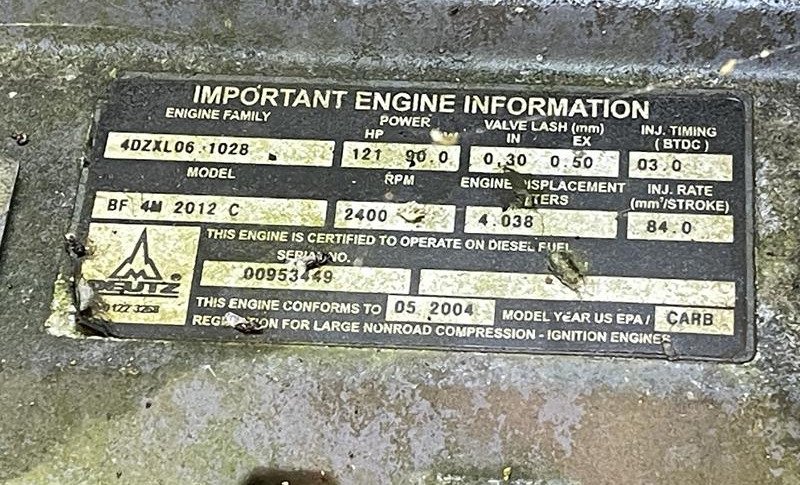 IMPORTANT ENGINE INFORMATION
ENGINE FAMILY POWER VALVE LASH (mm) INJ. TIMING
HP IN EX (BTDC)
4DZXL06.1028 121 90.0 0,30 0.50 03.0
MODEL RPM ENGINE DISPLACEMENT INJ. RATE
(mm³/STROKE)
BF 4M 2012 C 2400 4.038 84.0
THIS ENGINE IS CERTIFIED TO OPERATE ON DIESEL FUEL
SERIAL NO.
00953449
DEUTZ
THIS ENGINE CONFORMS TO 05 2004 MODEL YEAR US EPA / CARB
FOR LARGE NONROAD COMPRESSION - IGNITION ENGINES